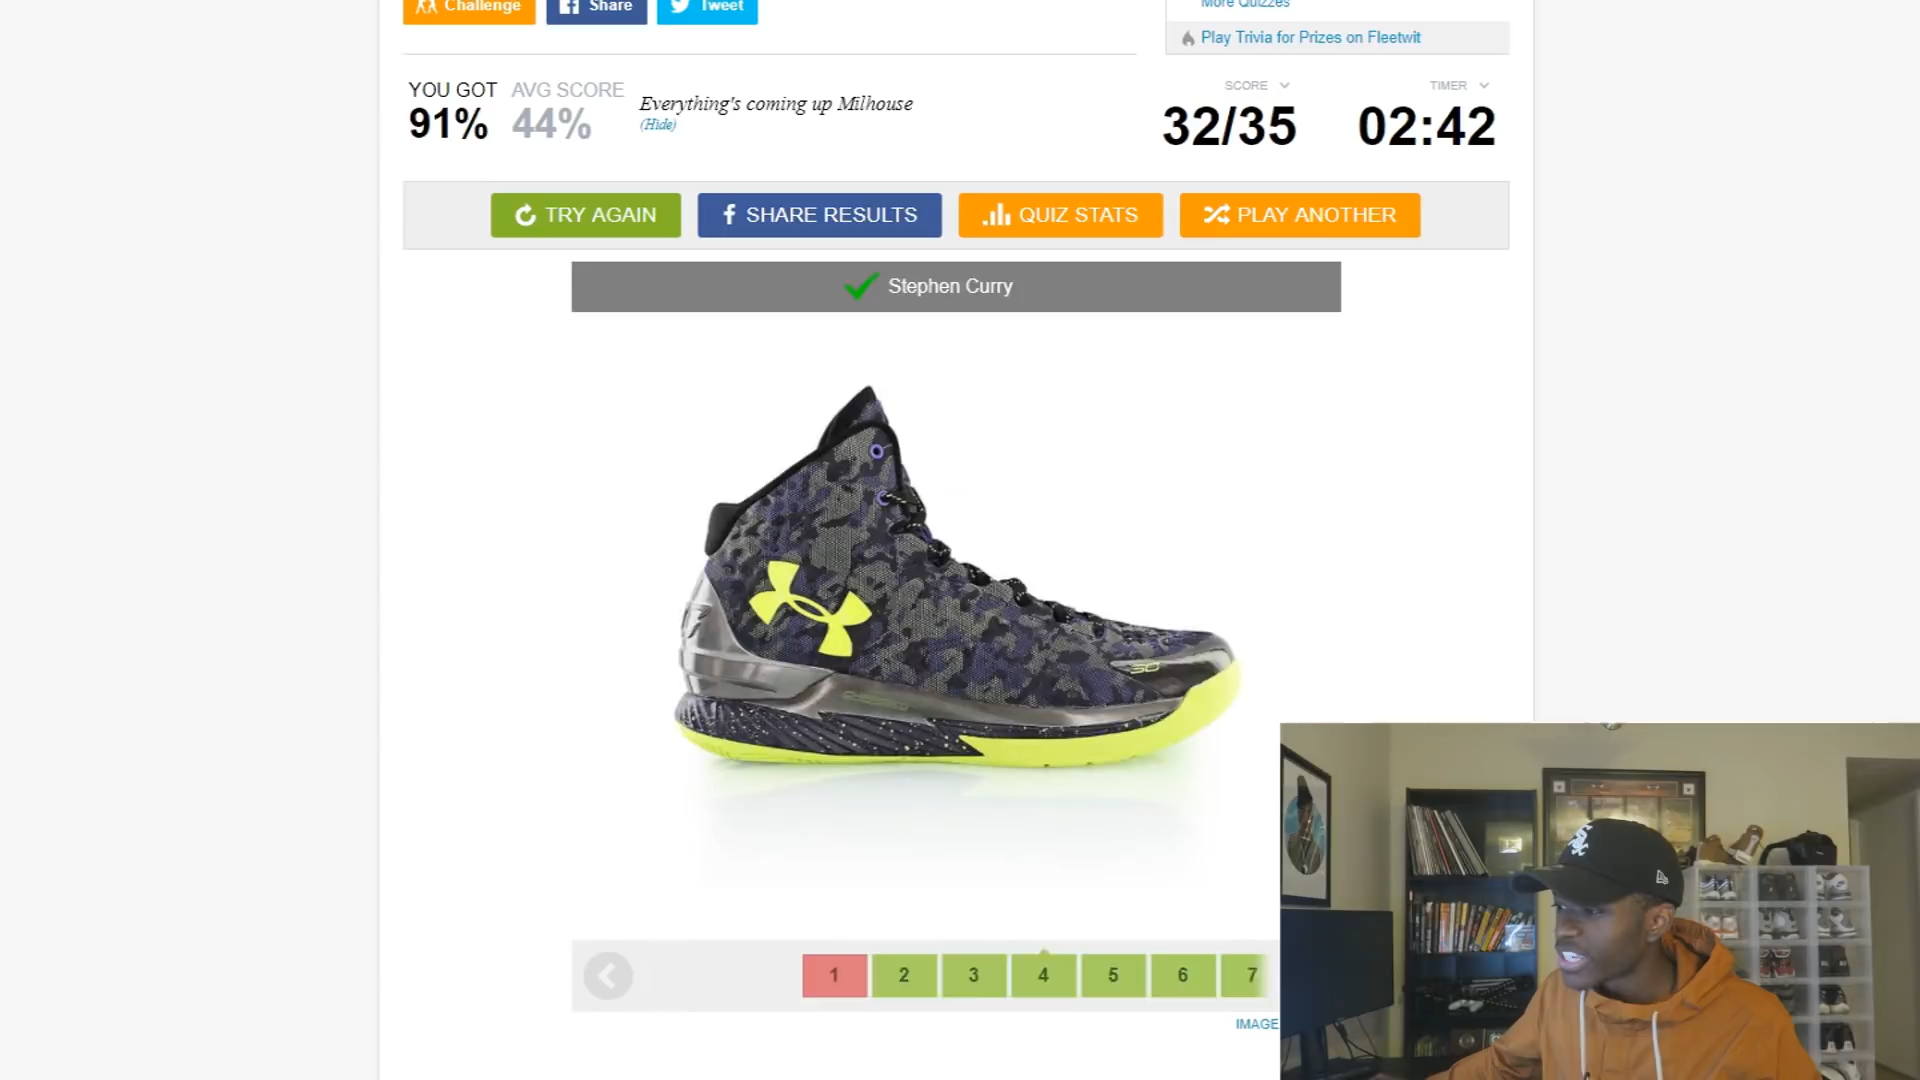 Challenge
Share
Tweet
More Quizzes
Play Trivia for Prizes on Fleetwit
YOU GOT
91%
AVG SCORE
44%
Everything's coming up Milhouse
(Hide)
SCORE
32/35
TIMER
02:42
TRY AGAIN
SHARE RESULTS
QUIZ STATS
PLAY ANOTHER
Stephen Curry
30
1
2
3
4
5
6
7
IMAGE